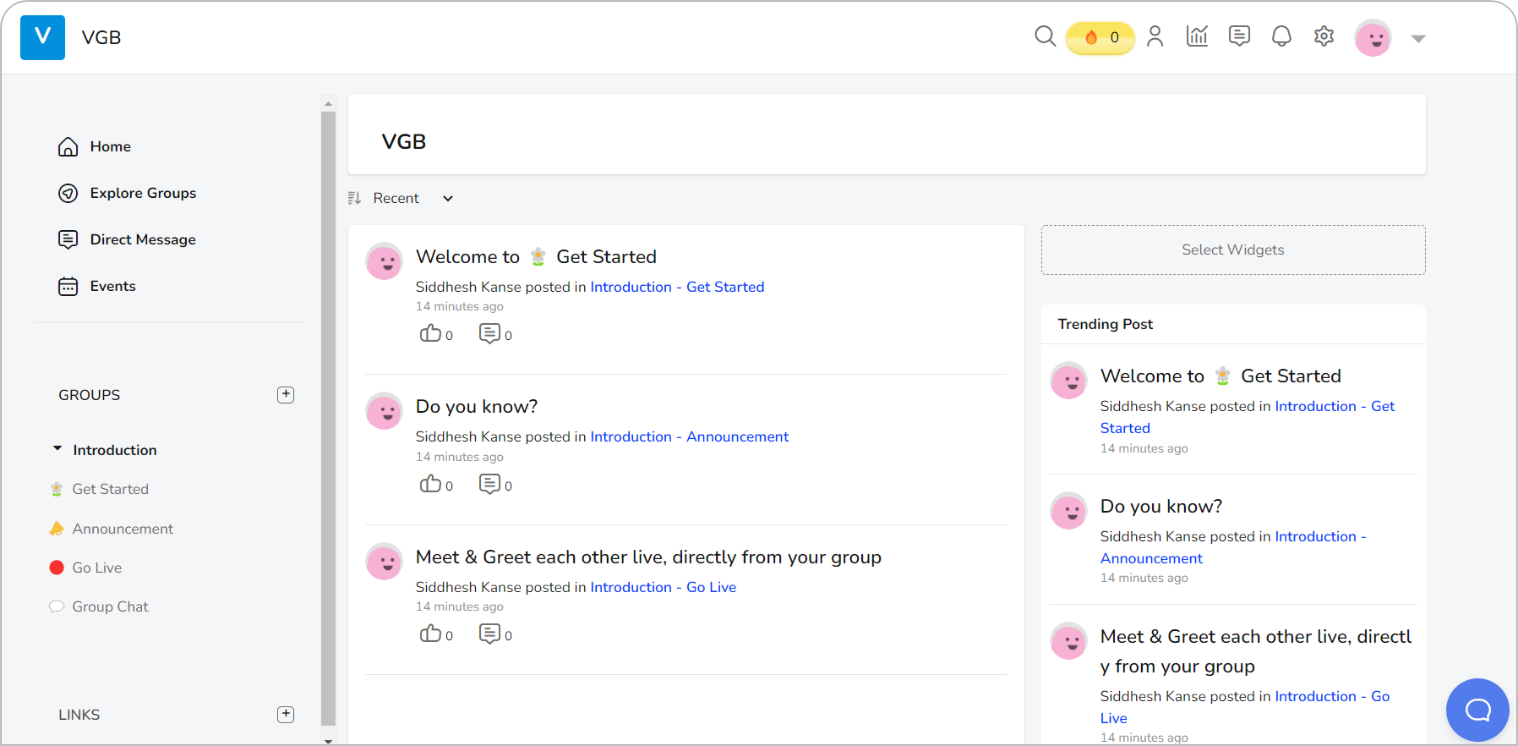 V
VGB
0
Home
Explore Groups
Direct Message
Events
GROUPS
Introduction
Get Started
Announcement
Go Live
Group Chat
LINKS
VGB
Recent
Welcome to Get Started
Siddhesh Kanse posted in Introduction - Get Started
14 minutes ago
0 0
Do you know?
Siddhesh Kanse posted in Introduction - Announcement
14 minutes ago
0 0
Meet & Greet each other live, directly from your group
Siddhesh Kanse posted in Introduction - Go Live
14 minutes ago
0 0
Select Widgets
Trending Post
Welcome to Get Started
Siddhesh Kanse posted in Introduction - Get
Started
14 minutes ago
Do you know?
Siddhesh Kanse posted in Introduction -
Announcement
14 minutes ago
Meet & Greet each other live, directl
y from your group
Siddhesh Kanse posted in Introduction - Go
Live
14 minutes ago